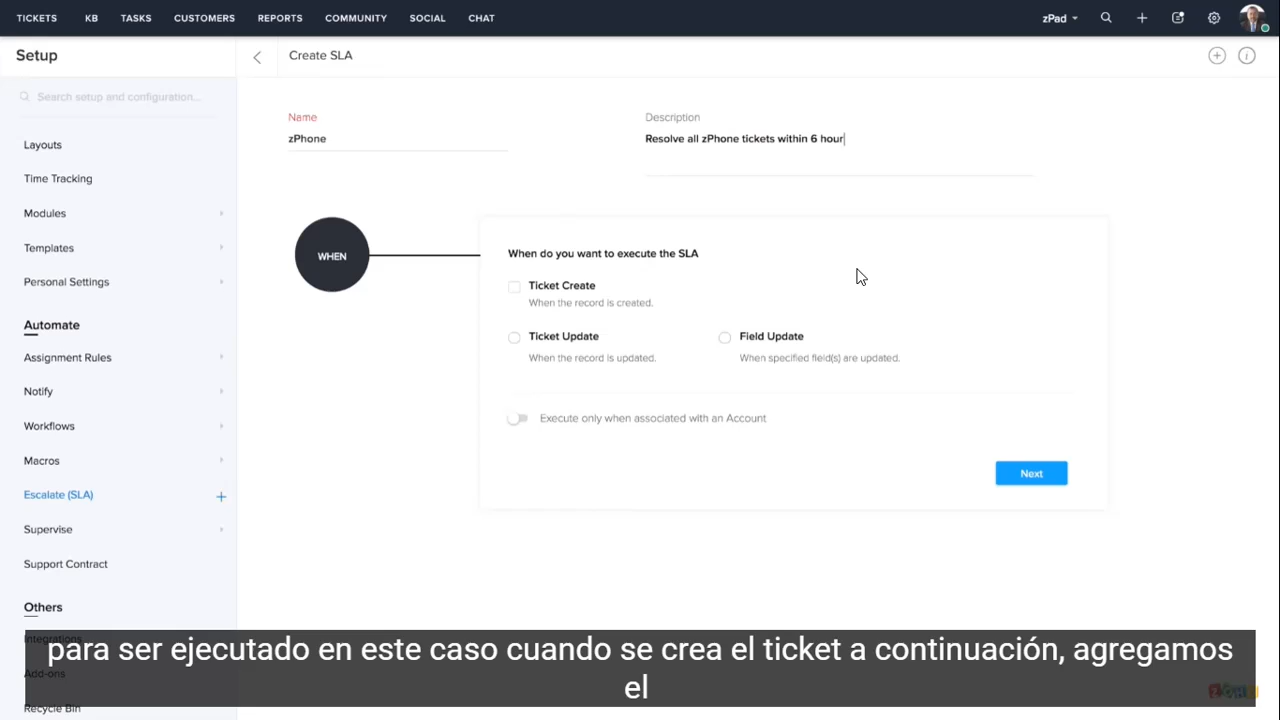 TICKETS KB TASKS CUSTOMERS REPORTS COMMUNITY SOCIAL CHAT zPad
Setup
Create SLA
Search setup and configuration...
Name
Description
zPhone
Resolve all zPhone tickets within 6 hour
Layouts
Time Tracking
Modules
Templates
Personal Settings
Automate
Assignment Rules
Notify
Workflows
Macros
Escalate (SLA)
Supervise
Support Contract
Others
Integrations
Add-ons
Recycle Bin
WHEN
When do you want to execute the SLA
Ticket Create
When the record is created.
Ticket Update
Field Update
When the record is updated.
When specified field(s) are updated.
Execute only when associated with an Account
Next
para ser ejecutado en este caso cuando se crea el ticket a continuación, agregamos
el